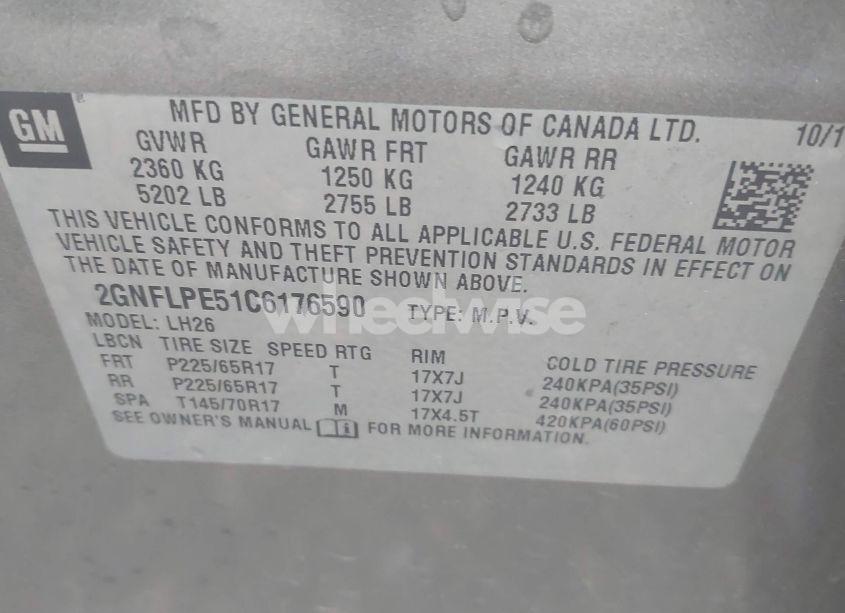 GM
MFD BY GENERAL MOTORS OF CANADA LTD. 10/1
GVWR GAWR FRT GAWR RR
2360 KG 1250 KG 1240 KG
5202 LB 2755 LB 2733 LB
THIS VEHICLE CONFORMS TO ALL APPLICABLE U.S. FEDERAL MOTOR
VEHICLE SAFETY AND THEFT PREVENTION STANDARDS IN EFFECT ON
THE DATE OF MANUFACTURE SHOWN ABOVE.
2GNFLPE51C6176590 TYPE: M.P.V.
wheelwise
MODEL: LH26
LBCN TIRE SIZE SPEED RTG RIM COLD TIRE PRESSURE
FRT P225/65R17 T 17X7J 240KPA(35PSI)
RR P225/65R17 T 17X7J 240KPA(35PSI)
SPA T145/70R17 M 17X4.5T 420KPA(60PSI)
SEE OWNER'S MANUAL FOR MORE INFORMATION.